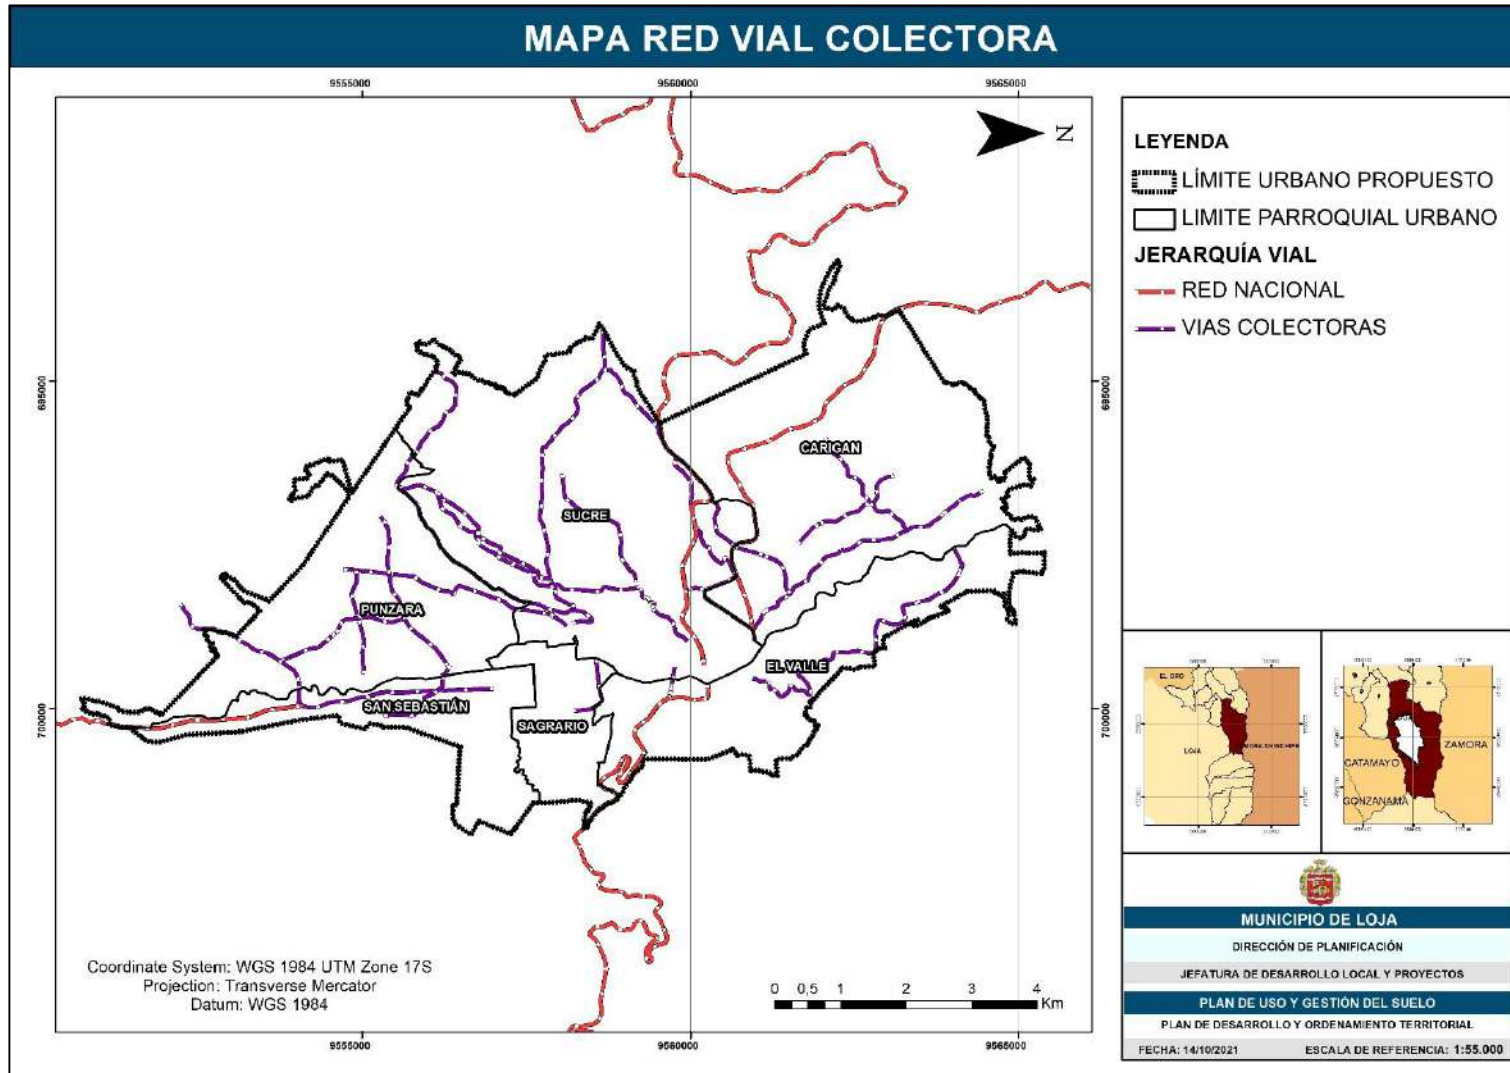 MAPA RED VIAL COLECTORA
9555000
9560000
9565000
N
695000
695000
700000
700000
CARIGAN
SUCRE
PUNZARA
EL VALLE
SAN SEBASTIÁN
SAGRARIO
Coordinate System: WGS 1984 UTM Zone 17S
Projection: Transverse Mercator
Datum: WGS 1984
0 0,5 1 2 3 4
Km
9555000
9560000
9565000
LEYENDA
LÍMITE URBANO PROPUESTO
LIMITE PARROQUIAL URBANO
JERARQUÍA VIAL
RED NACIONAL
VIAS COLECTORAS
EL ORO
LOJA
ZAMORA
CATAMAYO
GONZANAMÁ
MUNICIPIO DE LOJA
DIRECCIÓN DE PLANIFICACIÓN
JEFATURA DE DESARROLLO LOCAL Y PROYECTOS
PLAN DE USO Y GESTIÓN DEL SUELO
PLAN DE DESARROLLO Y ORDENAMIENTO TERRITORIAL
FECHA: 14/10/2021 ESCALA DE REFERENCIA: 1:55.000